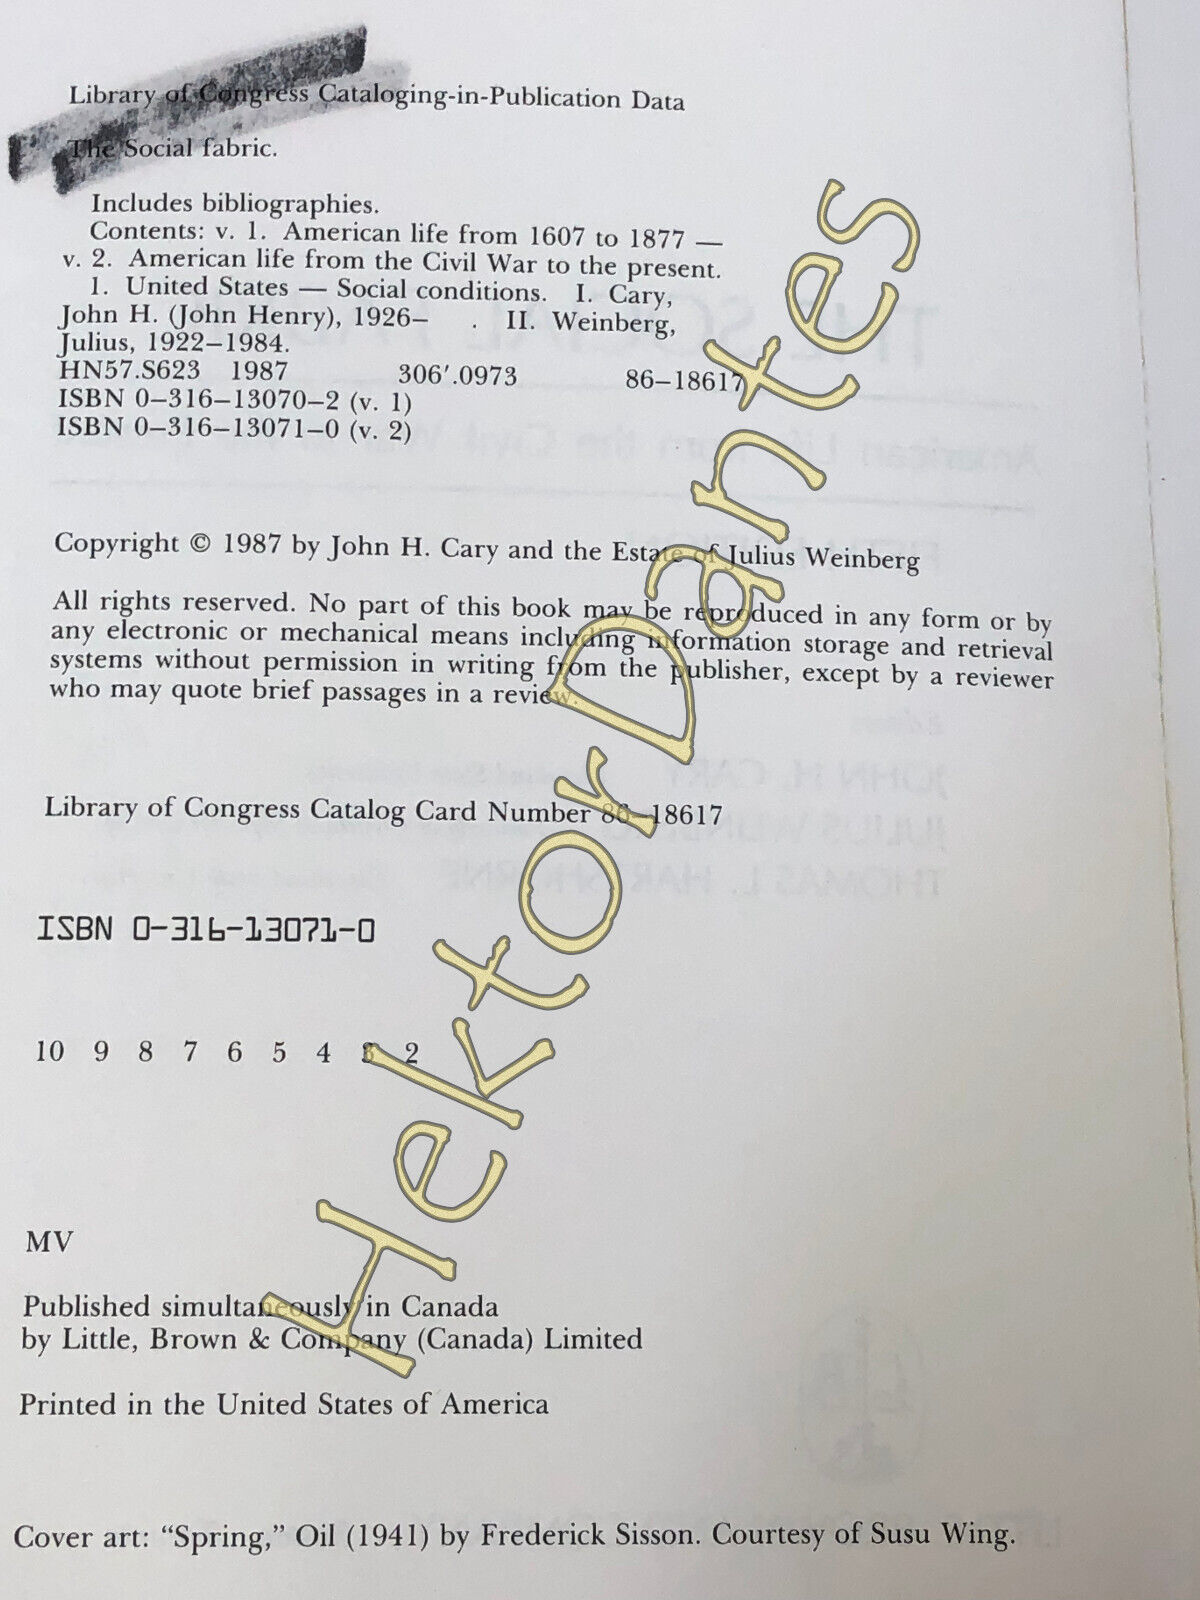 Library of Congress Cataloging-in-Publication Data
The Social fabric.
Includes bibliographies.
Contents: v. 1. American life from 1607 to 1877 —
v. 2. American life from the Civil War to the present.
1. United States — Social conditions. I. Cary,
John H. (John Henry), 1926– . II. Weinberg,
Julius, 1922–1984.
HN57.S623 1987 306′.0973 86–18617
ISBN 0–316–13070–2 (v. 1)
ISBN 0–316–13071–0 (v. 2)
Copyright © 1987 by John H. Cary and the Estate of Julius Weinberg
All rights reserved. No part of this book may be reproduced in any form or by
any electronic or mechanical means including information storage and retrieval
systems without permission in writing from the publisher, except by a reviewer
who may quote brief passages in a review.
Library of Congress Catalog Card Number 86–18617
ISBN 0-316-13071-0
10 9 8 7 6 5 4 3 2
MV
Published simultaneously in Canada
by Little, Brown & Company (Canada) Limited
Printed in the United States of America
Cover art: “Spring,” Oil (1941) by Frederick Sisson. Courtesy of Susu Wing.
HektorDantes